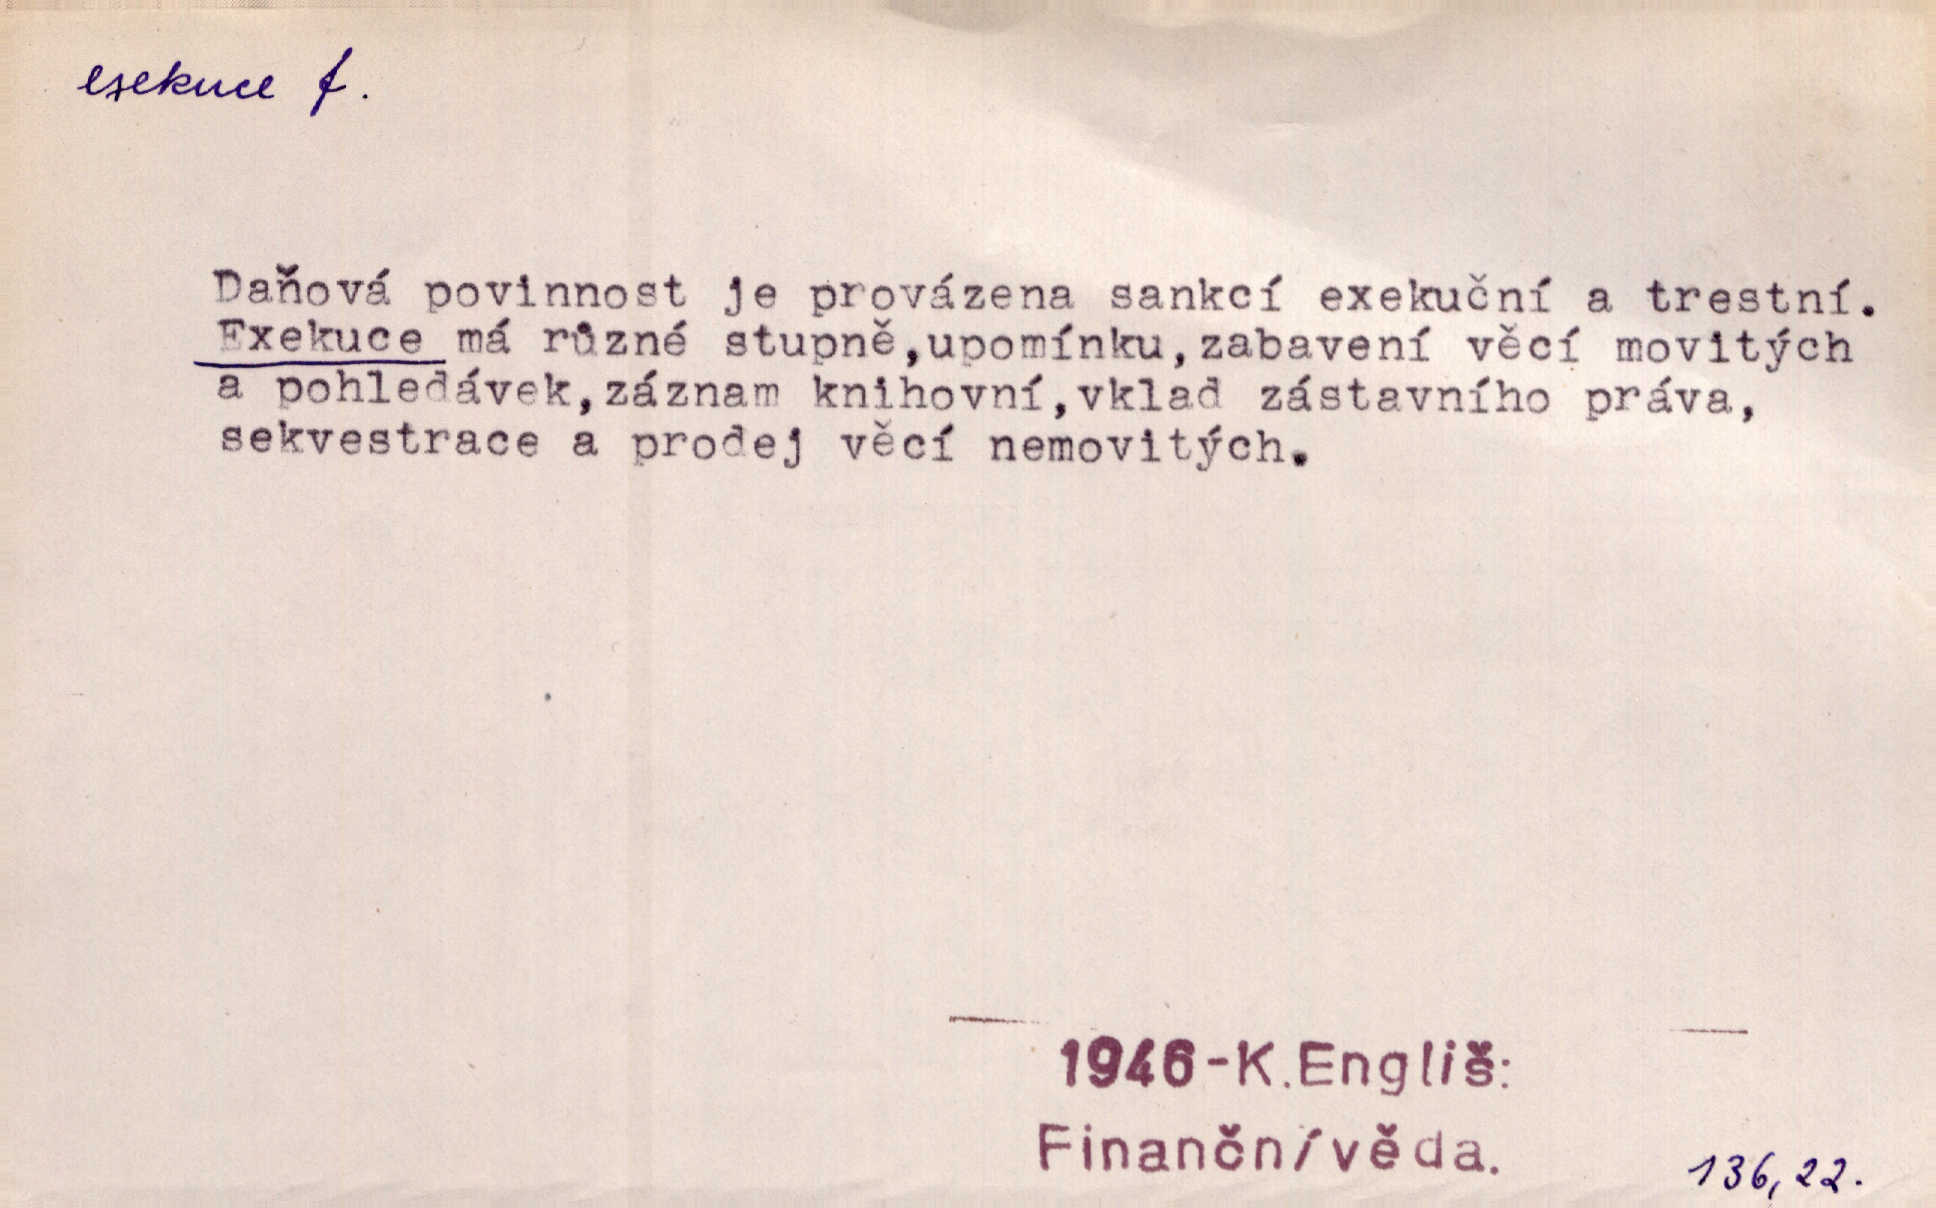 exekuce f.
Daňová povinnost je provázena sankcí exekuční a trestní.
Exekuce má různé stupně,upomínku,zabavení věcí movitých
a pohledávek,záznam knihovní,vklad zástavního práva,
sekvestrace a prodej věcí nemovitých.
1946-K.Engliš:
Finanční věda.
136,22.